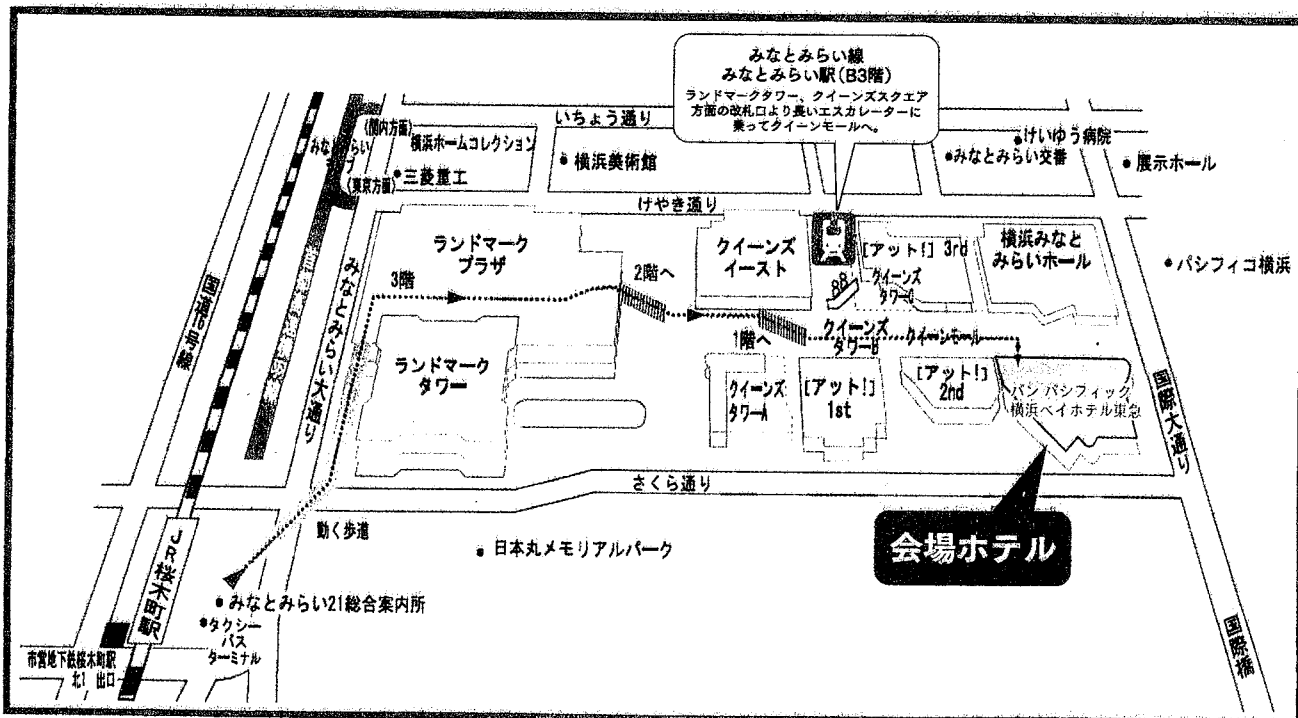 みなとみらい線
みなとみらい駅(B3階)
ランドマークタワー、クイーンズスクエア
方面の改札口より長いエスカレーターに
乗ってクイーンモールへ。
いちょう通り
(関内方面)
みなとみらい
(東京方面)
横浜ホームコレクション
•三菱重工
•横浜美術館
•けいゆう病院
•みなとみらい交番
•展示ホール
けやき通り
ランドマーク
プラザ
クイーンズ
イースト
[アット!] 3rd
クイーンズ
タワーC
横浜みなと
みらいホール
•パシフィコ横浜
国道16号線
みなとみらい大通り
3階
2階へ
1階へ
クイーンズ
タワーB
クイーンモール
ランドマーク
タワー
クイーンズ
タワーA
[アット!]
1st
[アット!]
2nd
パン パシフィック
横浜ベイホテル東急
国際大通り
さくら通り
動く歩道
•日本丸メモリアルパーク
会場ホテル
JR桜木町駅
•みなとみらい21総合案内所
•タクシー
バス
ターミナル
市営地下鉄桜木町駅
北1 出口
国際橋